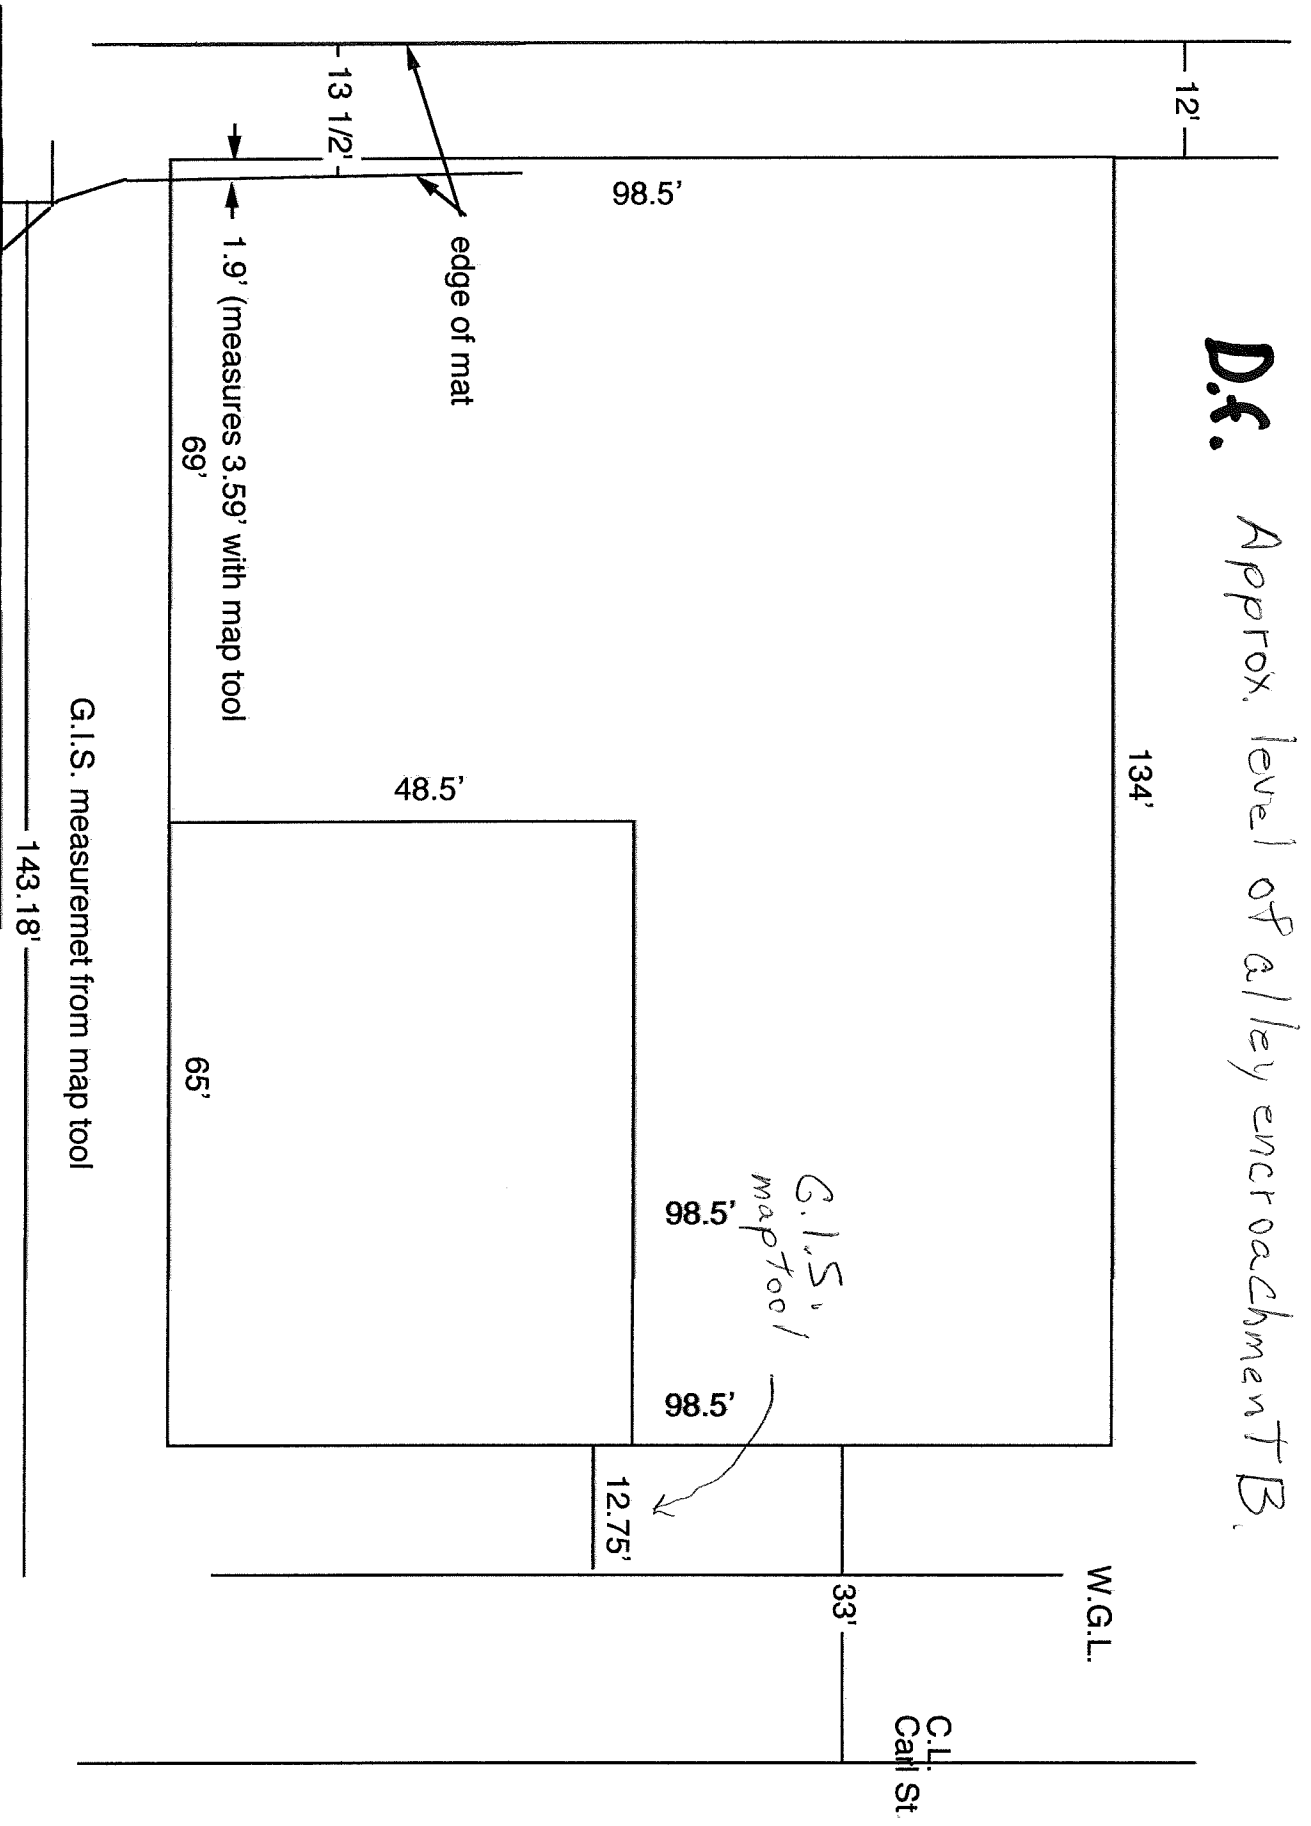 D.f. Approx. level of alley encroachment B.
12'
134'
W.G.L.
C.L.
Carl St.
98.5'
G.I.S.
map tool
98.5'
98.5'
33'
12.75'
edge of mat
13 1/2'
48.5'
1.9' (measures 3.59' with map tool
69'
65'
G.I.S. measuremet from map tool
143.18'